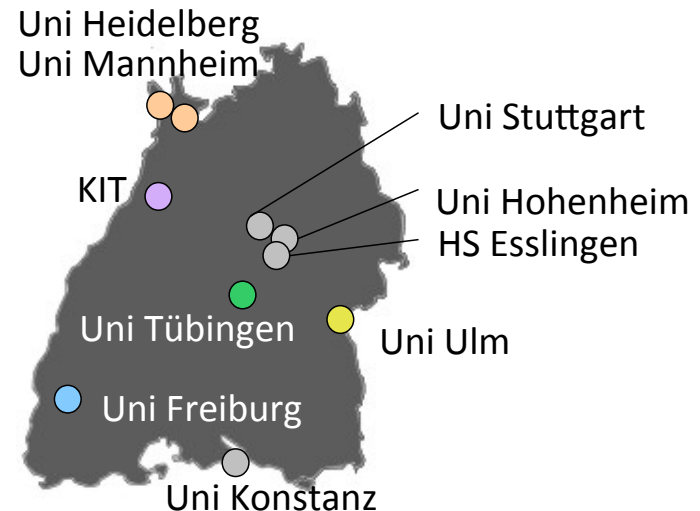 Uni Heidelberg
Uni Mannheim
Uni Stuttgart
KIT
Uni Hohenheim
HS Esslingen
Uni Tübingen
Uni Ulm
Uni Freiburg
Uni Konstanz